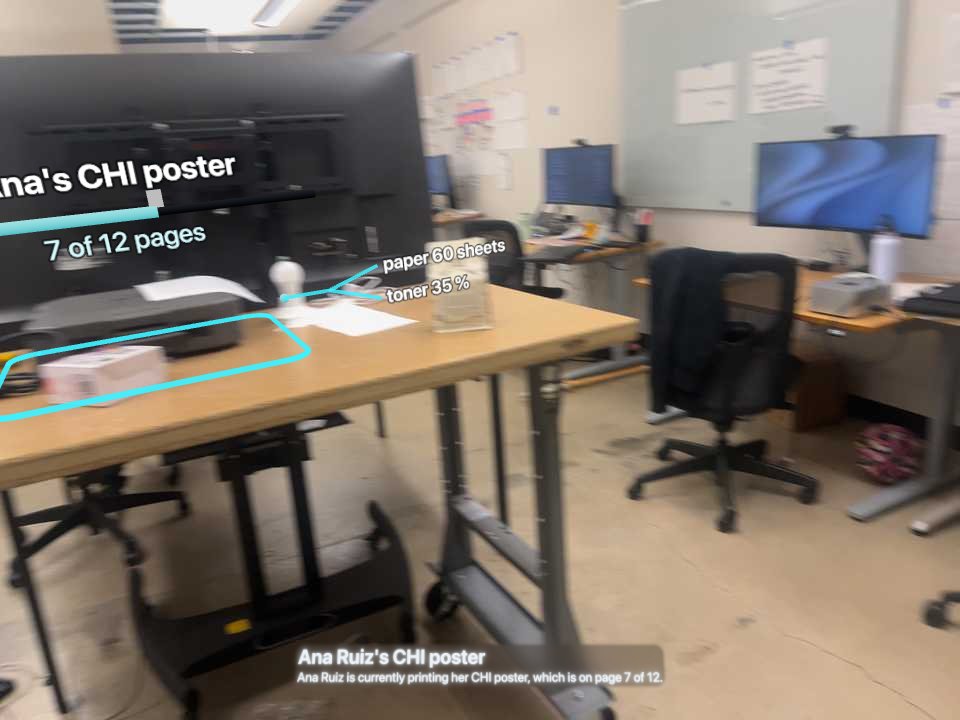 na's CHI poster
7 of 12 pages
paper 60 sheets
toner 35 %
Ana Ruiz's CHI poster
Ana Ruiz is currently printing her CHI poster, which is on page 7 of 12.